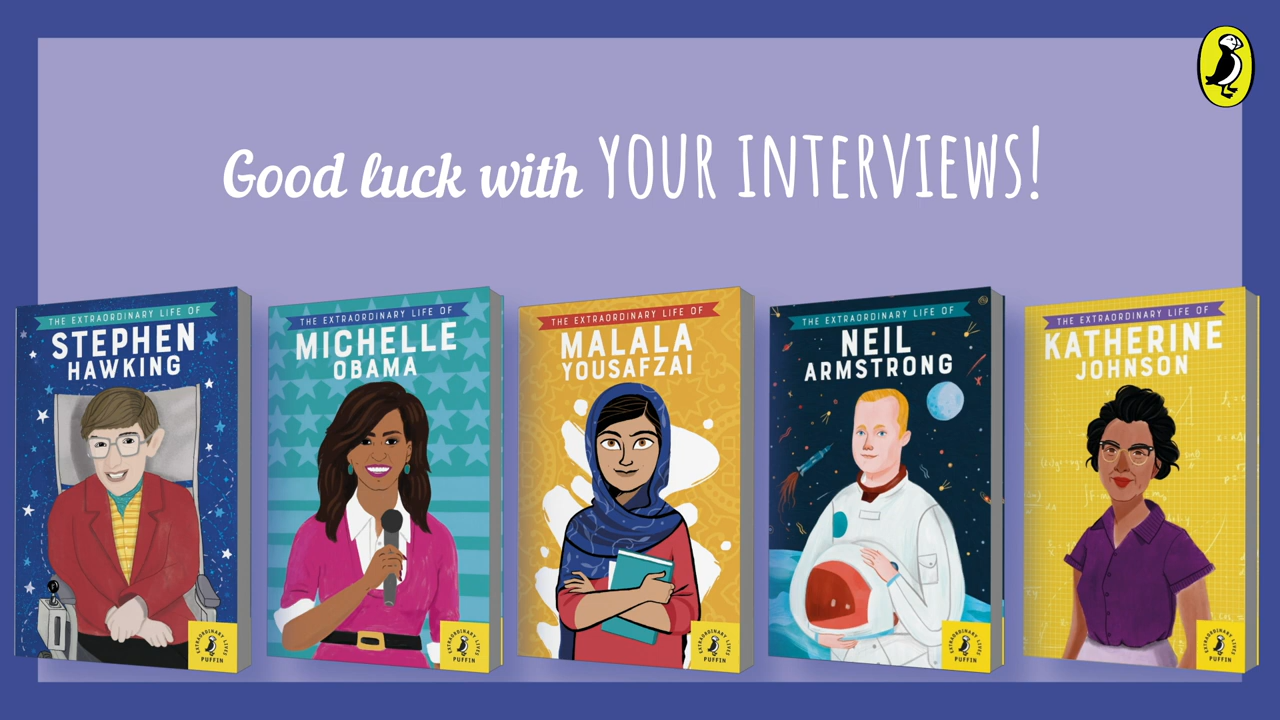 Good luck with YOUR INTERVIEWS!
THE EXTRAORDINARY LIFE OF
STEPHEN
HAWKING
EXTRAORDINARY LIVES
PUFFIN
THE EXTRAORDINARY LIFE OF
MICHELLE
OBAMA
EXTRAORDINARY LIVES
PUFFIN
THE EXTRAORDINARY LIFE OF
MALALA
YOUSAFZAI
EXTRAORDINARY LIVES
PUFFIN
THE EXTRAORDINARY LIFE OF
NEIL
ARMSTRONG
EXTRAORDINARY LIVES
PUFFIN
THE EXTRAORDINARY LIFE OF
KATHERINE
JOHNSON
EXTRAORDINARY LIVES
PUFFIN